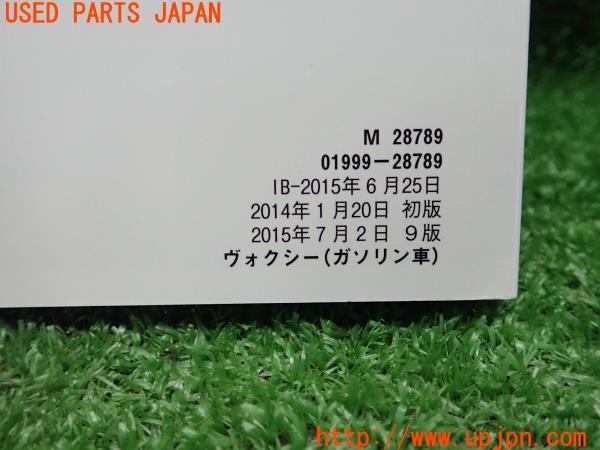 USED PARTS JAPAN
M 28789
01999-28789
IB-2015年6月25日
2014年1月20日 初版
2015年7月2日 9版
ヴォクシー(ガソリン車)
http://www.upjpn.com